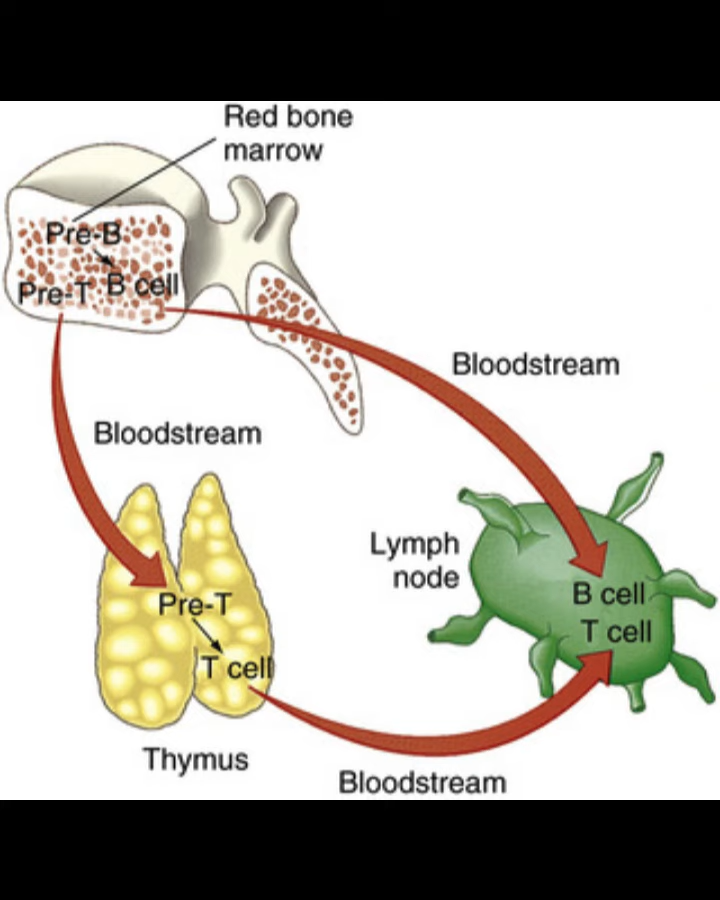 Red bone
marrow
Pre-B
B cell
Pre-T
Bloodstream
Bloodstream
Lymph
node
B cell
T cell
Pre-T
T cell
Thymus
Bloodstream